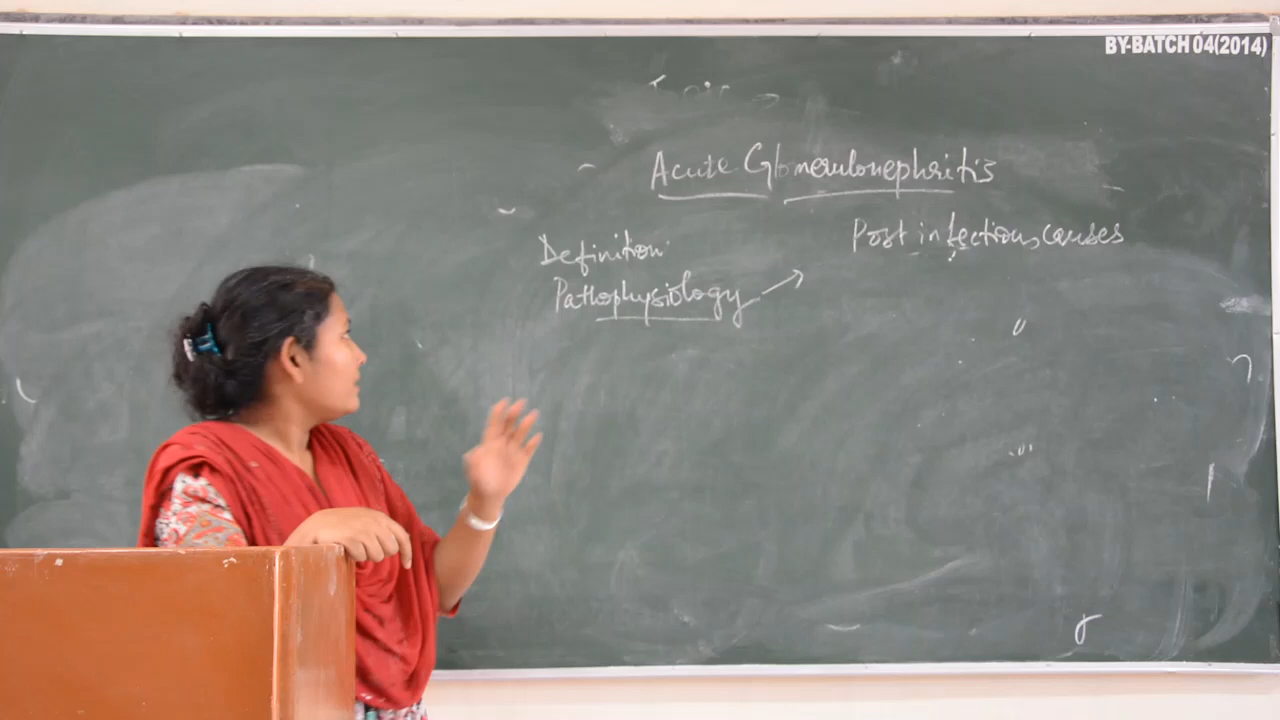 BY-BATCH 04(2014)
Acute Glomerulonephritis
Post infectious causes
Definition
Pathophysiology →